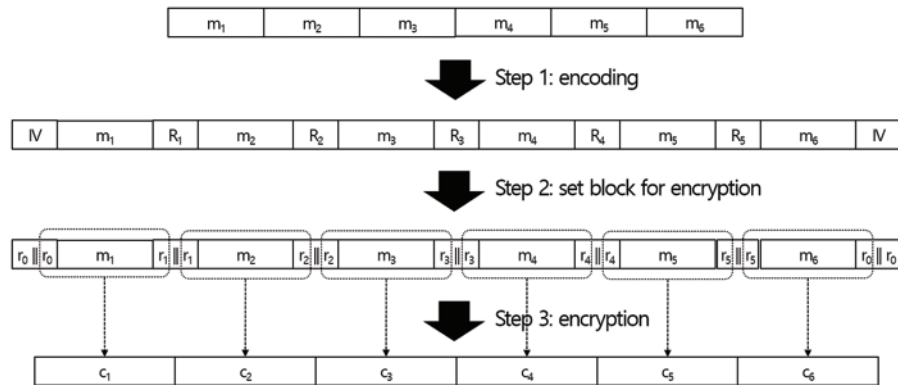 m₁ m₂ m₃ m₄ m₅ m₆
Step 1: encoding
IV m₁ R₁ m₂ R₂ m₃ R₃ m₄ R₄ m₅ R₅ m₆ IV
Step 2: set block for encryption
r₀ || r₀ m₁ r₁ || r₁ m₂ r₂ || r₂ m₃ r₃ || r₃ m₄ r₄ || r₄ m₅ r₅ || r₅ m₆ r₀ || r₀
Step 3: encryption
c₁ c₂ c₃ c₄ c₅ c₆